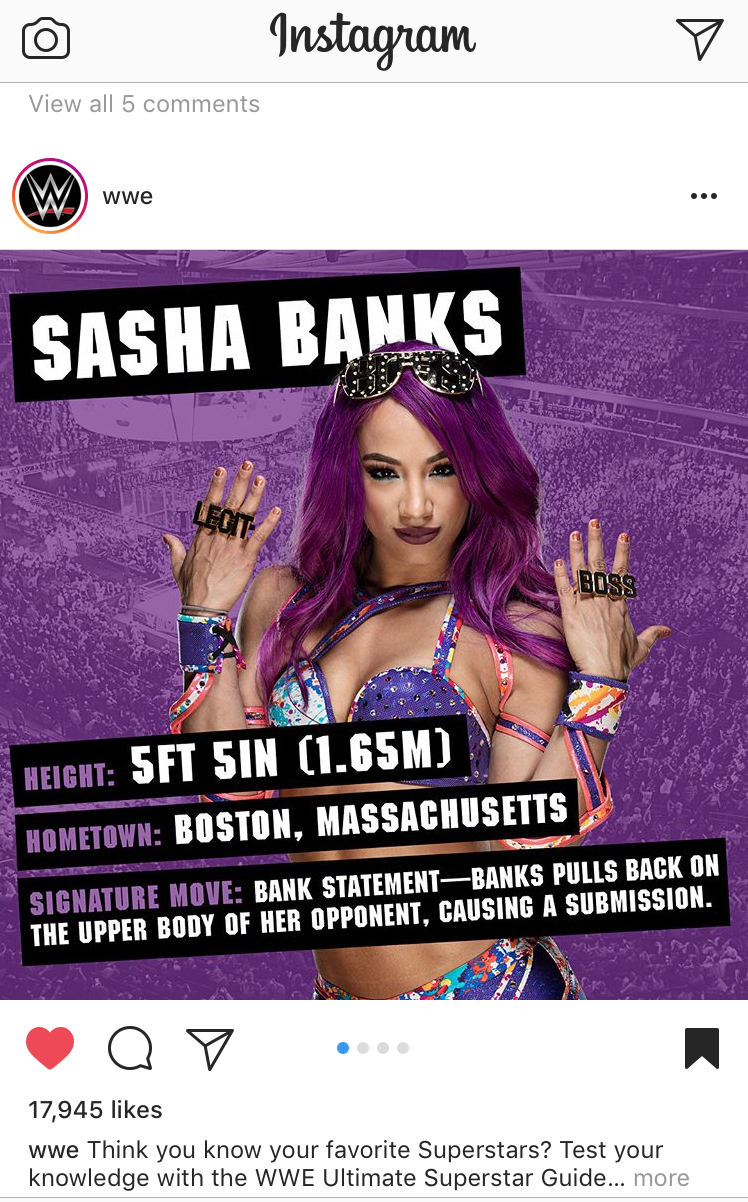 Instagram
View all 5 comments
wwe
SASHA BANKS
LEGIT
BOSS
HEIGHT: 5FT 5IN (1.65M)
HOMETOWN: BOSTON, MASSACHUSETTS
SIGNATURE MOVE: BANK STATEMENT—BANKS PULLS BACK ON
THE UPPER BODY OF HER OPPONENT, CAUSING A SUBMISSION.
17,945 likes
wwe Think you know your favorite Superstars? Test your
knowledge with the WWE Ultimate Superstar Guide... more